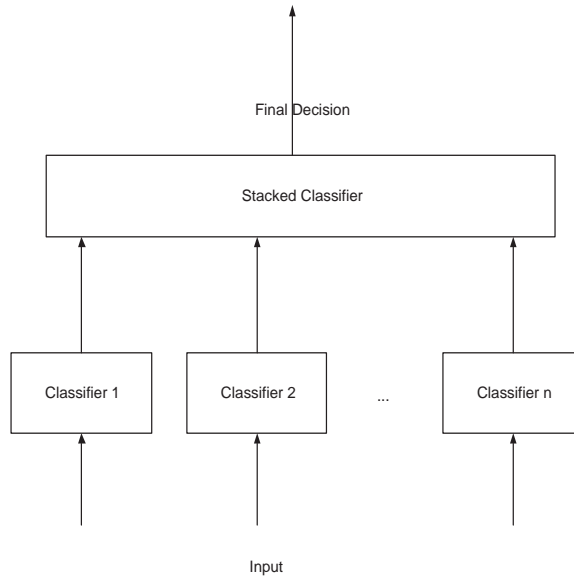 Final Decision
Stacked Classifier
Classifier 1
Classifier 2
...
Classifier n
Input